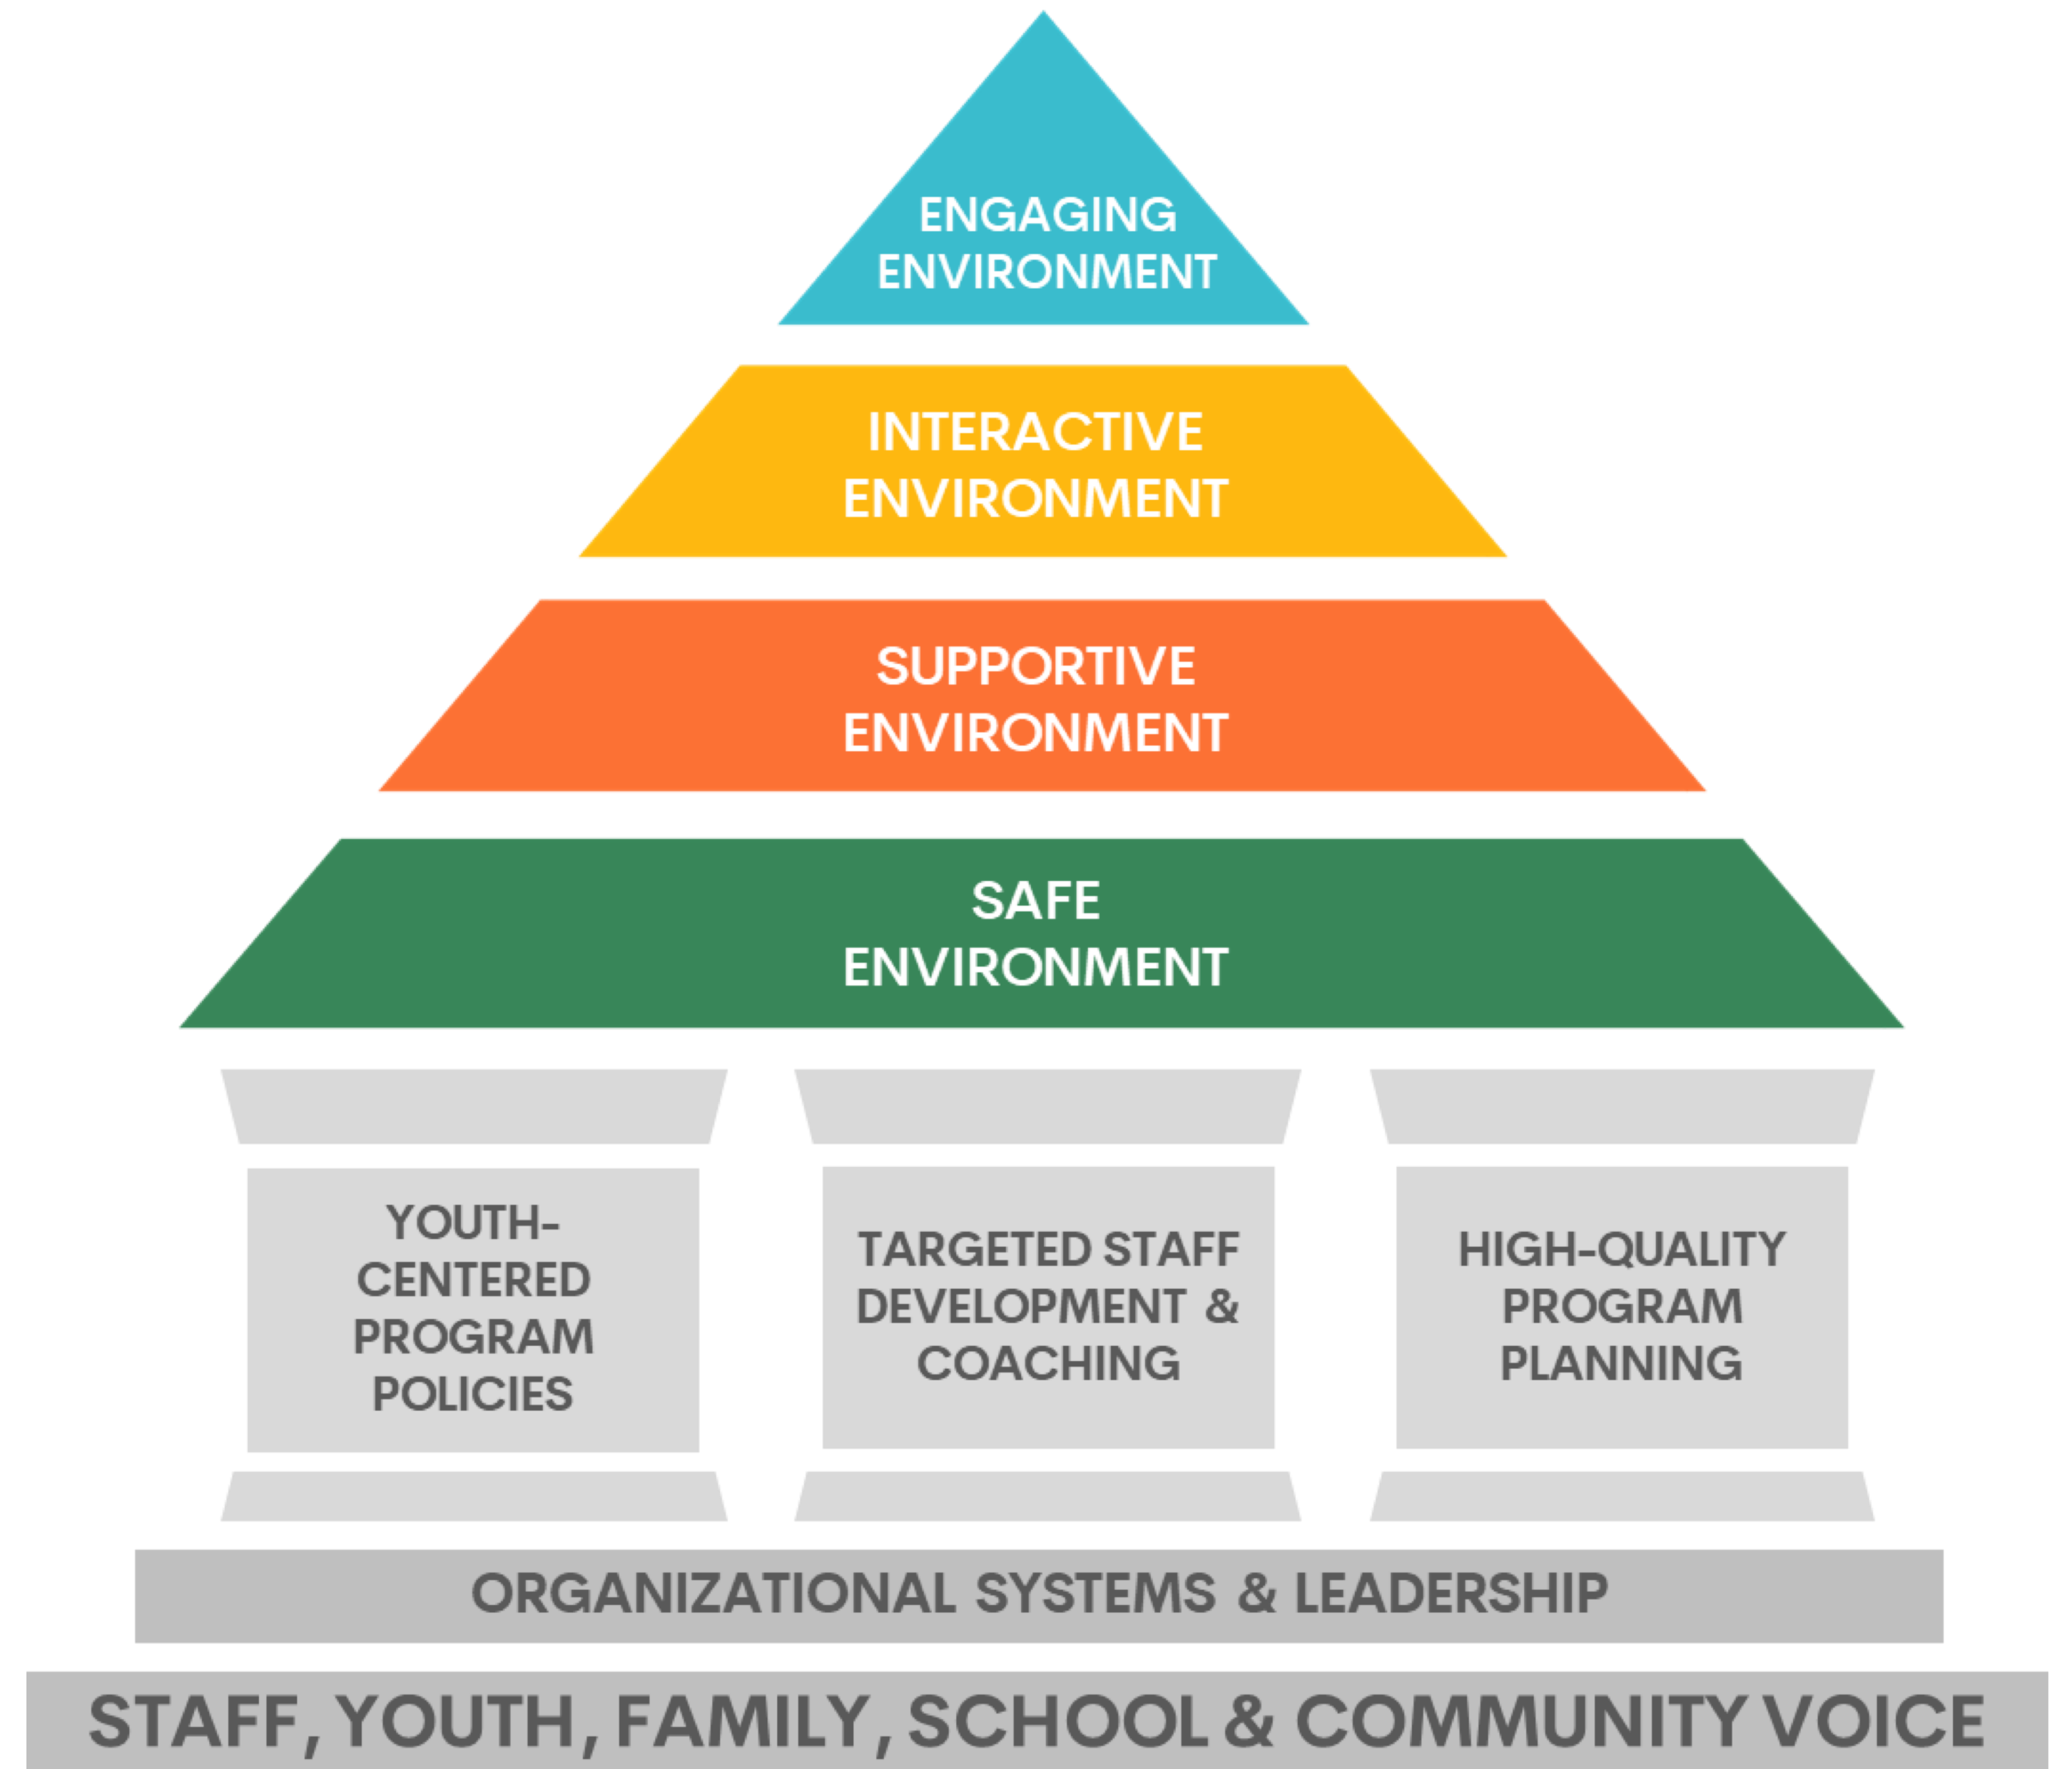 ENGAGING
ENVIRONMENT
INTERACTIVE
ENVIRONMENT
SUPPORTIVE
ENVIRONMENT
SAFE
ENVIRONMENT
YOUTH-
CENTERED
PROGRAM
POLICIES
TARGETED STAFF
DEVELOPMENT &
COACHING
HIGH-QUALITY
PROGRAM
PLANNING
ORGANIZATIONAL SYSTEMS & LEADERSHIP
STAFF, YOUTH, FAMILY, SCHOOL & COMMUNITY VOICE